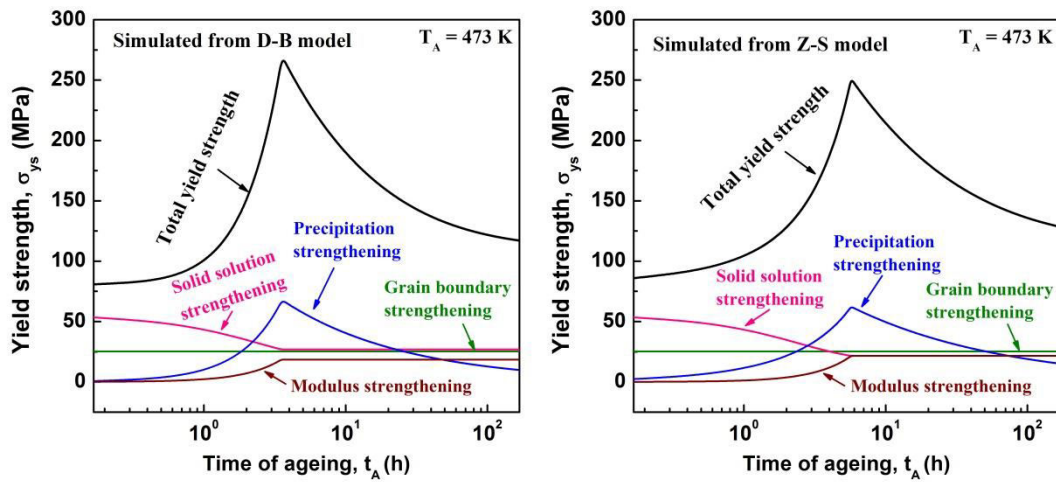 Simulated from D-B model
T_A = 473 K
300
250
200
150
100
50
0
Yield strength, σ_ys (MPa)
Total yield strength
Precipitation
strengthening
Solid solution
strengthening
Grain boundary
strengthening
Modulus strengthening
10^0
10^1
10^2
Time of ageing, t_A (h)
Simulated from Z-S model
T_A = 473 K
300
250
200
150
100
50
0
Yield strength, σ_ys (MPa)
Total yield strength
Precipitation
strengthening
Solid solution
strengthening
Grain boundary
strengthening
Modulus strengthening
10^0
10^1
10^2
Time of ageing, t_A (h)